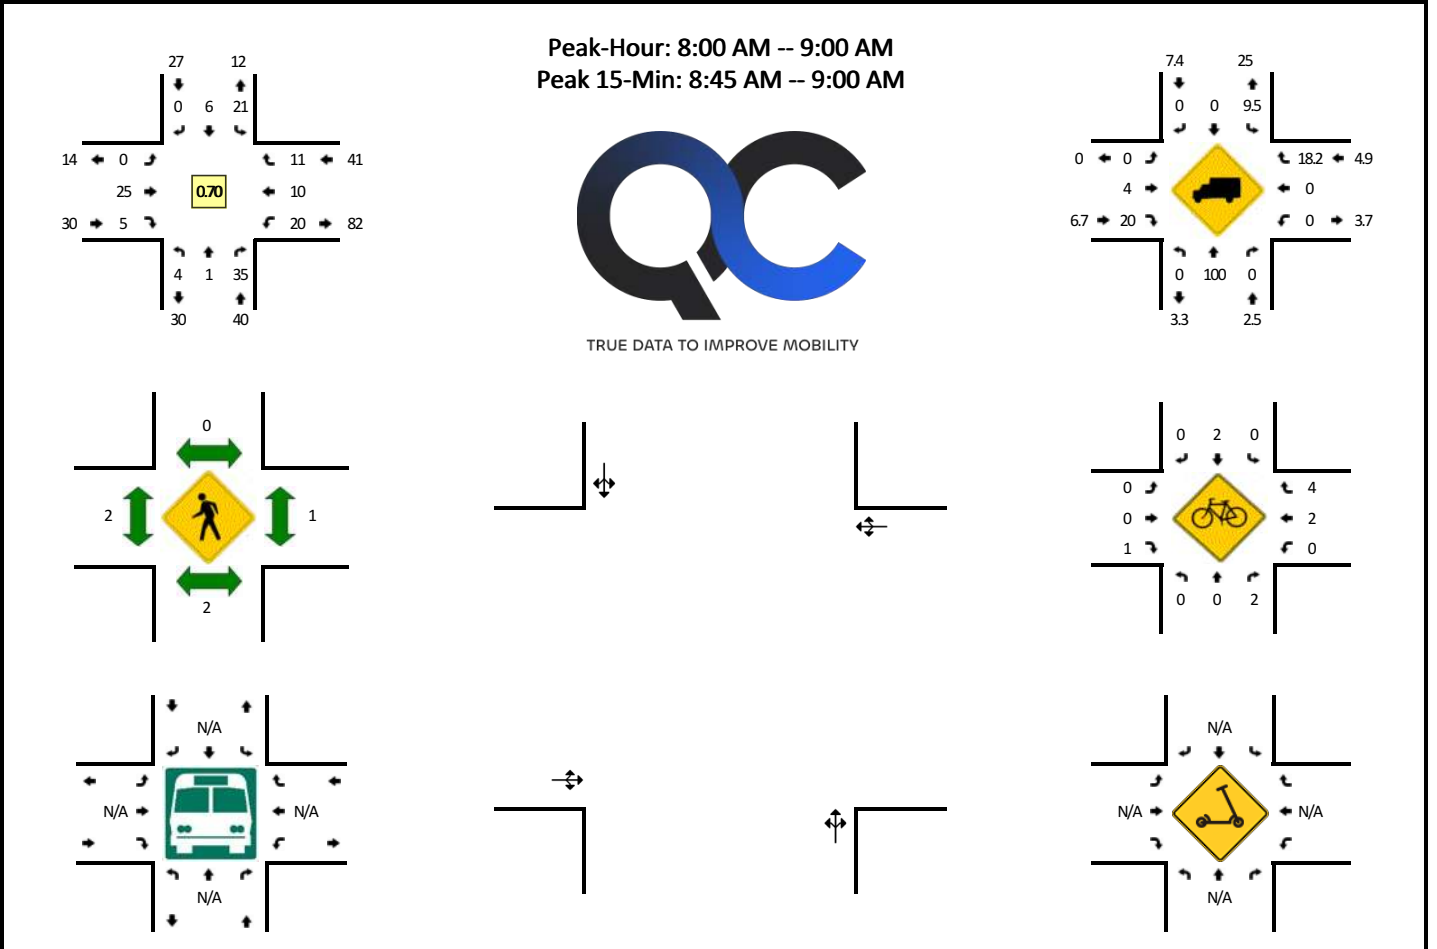 Peak-Hour: 8:00 AM -- 9:00 AM
Peak 15-Min: 8:45 AM -- 9:00 AM
27 12
0 6 21
14 0 11 41
25 0.70 10
30 5 20 82
4 1 35
30 40
TRUE DATA TO IMPROVE MOBILITY
7.4 25
0 0 9.5
0 0 18.2 4.9
4 0
6.7 20 0 3.7
0 100 0
3.3 2.5
0
2 1
2
0 2 0
0 4
0 2
1 0
0 0 2
N/A
N/A N/A
N/A
N/A
N/A N/A
N/A